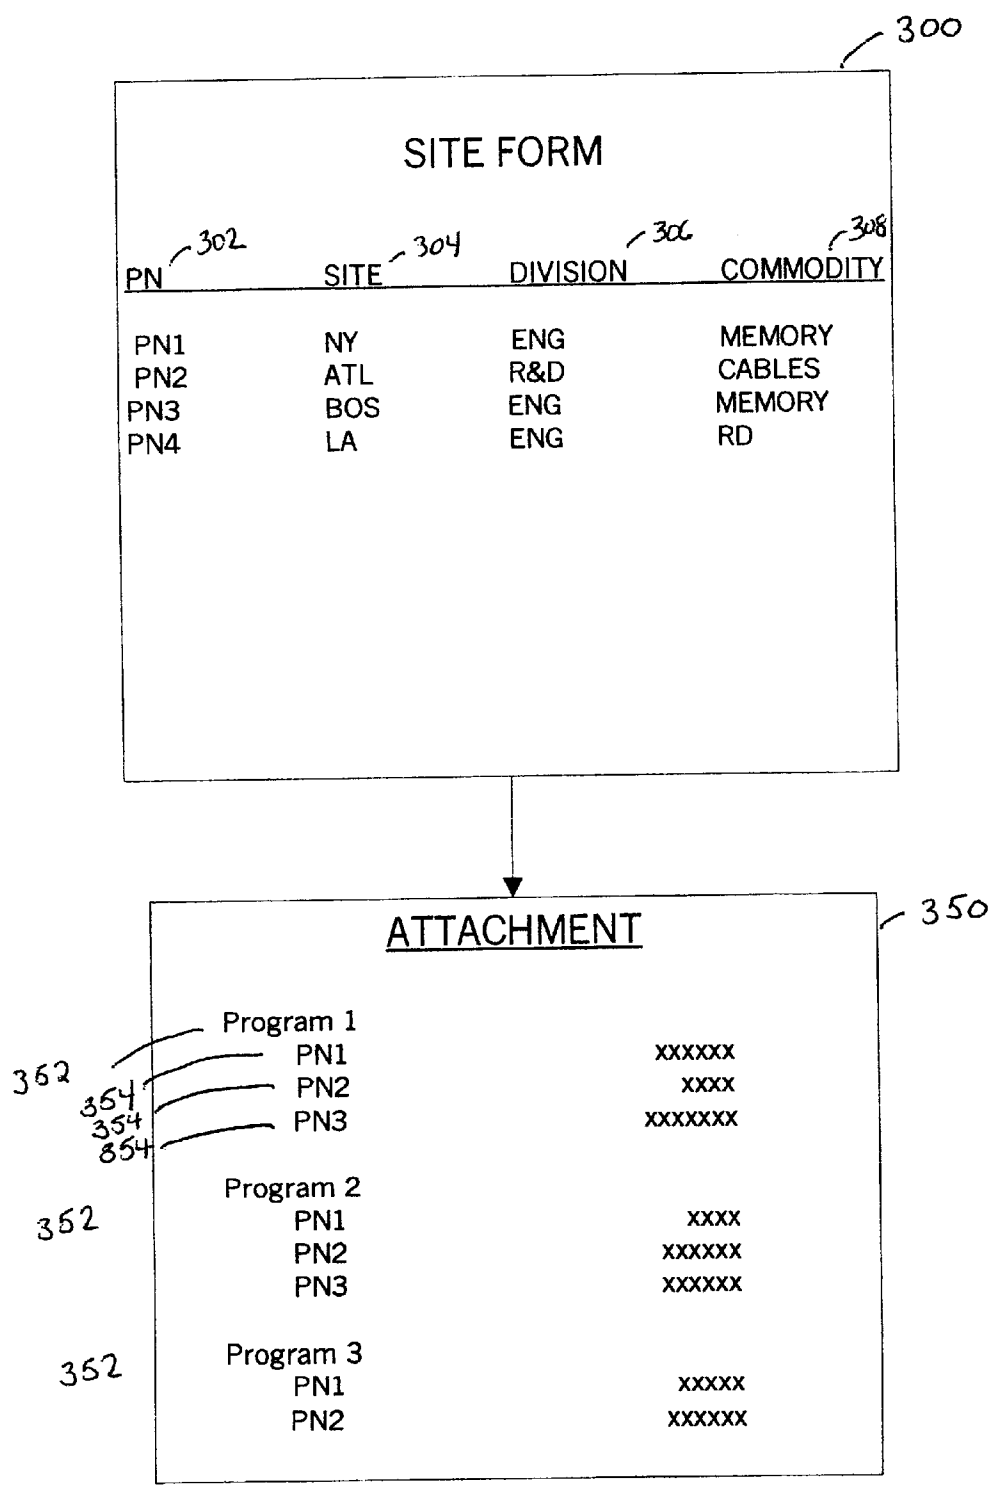 300
SITE FORM
302 304 306 308
PN SITE DIVISION COMMODITY
PN1 NY ENG MEMORY
PN2 ATL R&D CABLES
PN3 BOS ENG MEMORY
PN4 LA ENG RD
350
ATTACHMENT
Program 1
352 PN1 xxxxxx
354 PN2 xxxx
354 PN3 xxxxxxx
854
Program 2
352 PN1 xxxx
PN2 xxxxxx
PN3 xxxxxx
Program 3
352 PN1 xxxxx
PN2 xxxxxx